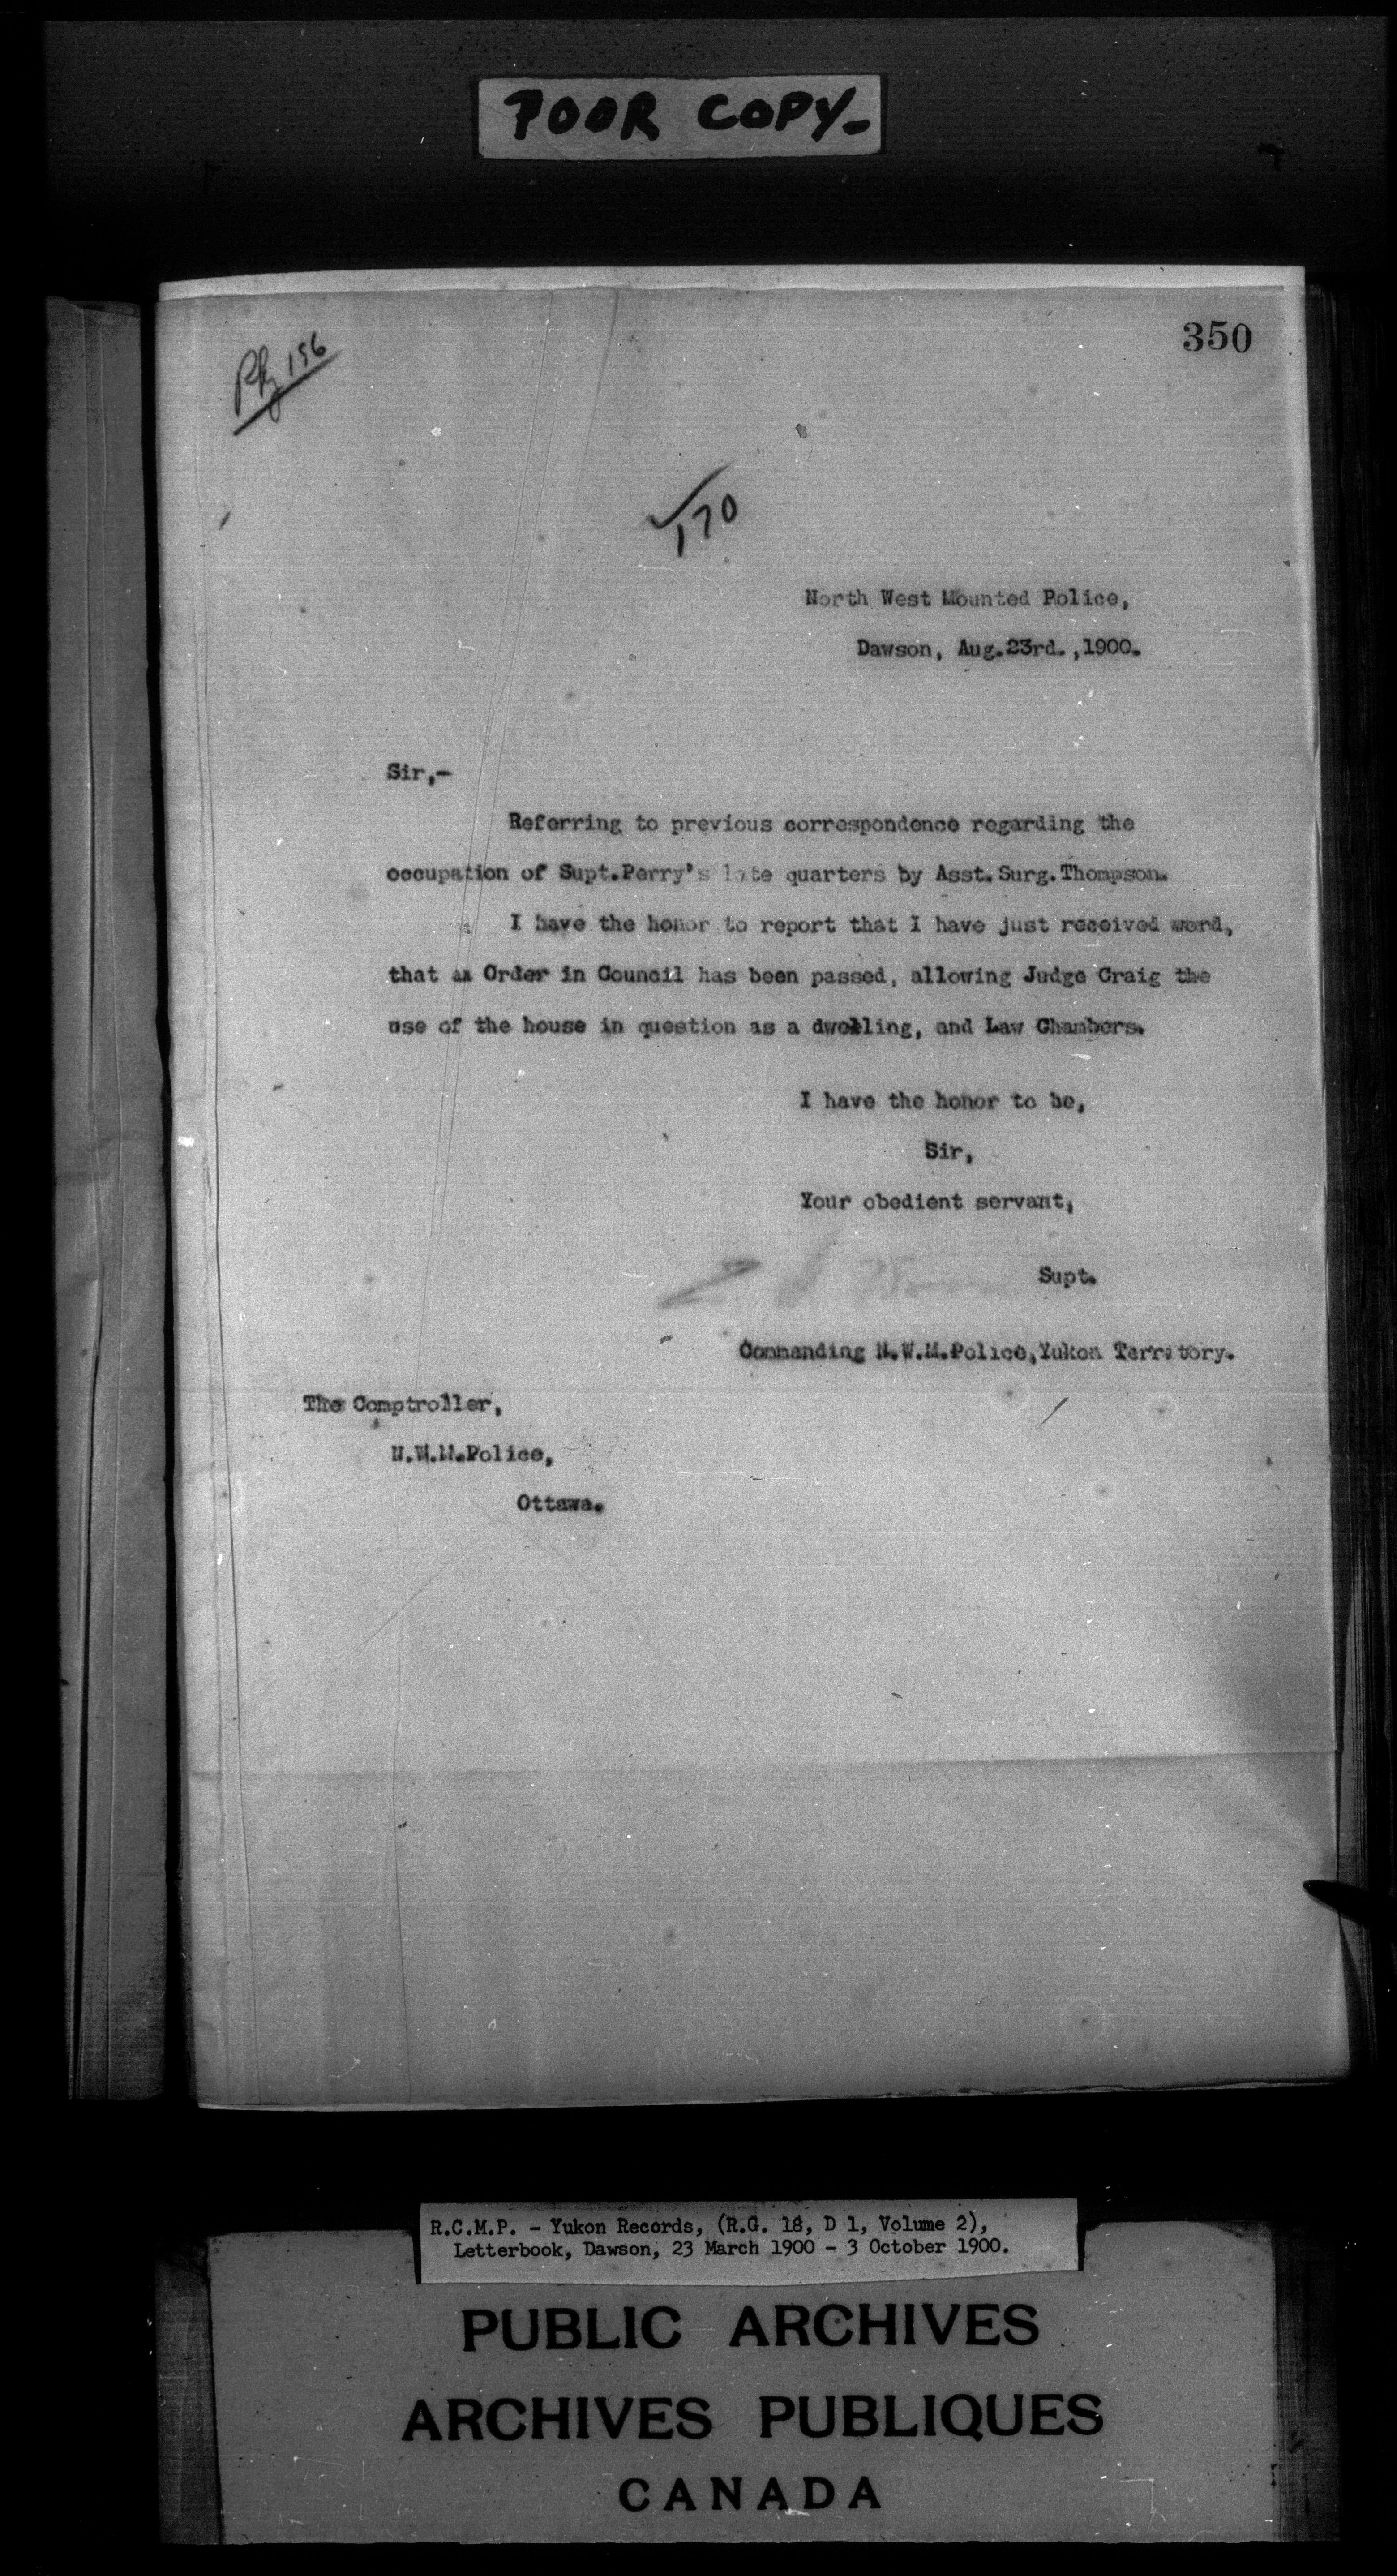 POOR COPY-
350
156
170
North West Mounted Police,
Dawson, Aug.23rd.,1900.
Sir,-
Referring to previous correspondence regarding the
occupation of Supt.Perry's late quarters by Asst.Surg.Thompson.
I have the honor to report that I have just received word,
that an Order in Council has been passed, allowing Judge Craig the
use of the house in question as a dwelling, and Law Chambers.
I have the honor to be,
Sir,
Your obedient servant,
Supt.
Commanding N.W.M.Police,Yukon Territory.
The Comptroller,
N.W.M.Police,
Ottawa.
R.C.M.P. - Yukon Records, (R.G. 18, D 1, Volume 2),
Letterbook, Dawson, 23 March 1900 - 3 October 1900.
PUBLIC ARCHIVES
ARCHIVES PUBLIQUES
CANADA